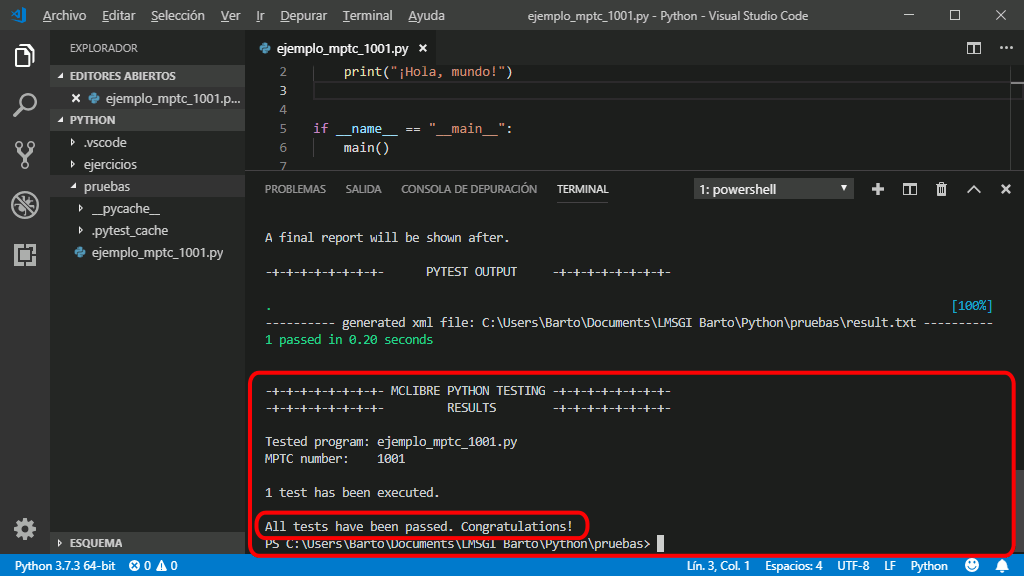 Archivo Editar Selección Ver Ir Depurar Terminal Ayuda ejemplo_mptc_1001.py - Python - Visual Studio Code
EXPLORADOR
EDITORES ABIERTOS
ejemplo_mptc_1001.p...
PYTHON
.vscode
ejercicios
pruebas
__pycache__
.pytest_cache
ejemplo_mptc_1001.py
ESQUEMA
ejemplo_mptc_1001.py
2 print("¡Hola, mundo!")
3
4
5 if __name__ == "__main__":
6 main()
7
PROBLEMAS SALIDA CONSOLA DE DEPURACIÓN TERMINAL 1: powershell
A final report will be shown after.
-+-+-+-+-+-+-+-+- PYTEST OUTPUT -+-+-+-+-+-+-+-+-
. [100%]
---------- generated xml file: C:\Users\Barto\Documents\LMSGI Barto\Python\pruebas\result.txt ----------
1 passed in 0.20 seconds
-+-+-+-+-+-+-+-+- MCLIBRE PYTHON TESTING -+-+-+-+-+-+-+-+-
-+-+-+-+-+-+-+-+- RESULTS -+-+-+-+-+-+-+-+-
Tested program: ejemplo_mptc_1001.py
MPTC number: 1001
1 test has been executed.
All tests have been passed. Congratulations!
PS C:\Users\Barto\Documents\LMSGI Barto\Python\pruebas>
Python 3.7.3 64-bit 0 0 Lín. 3, Col. 1 Espacios: 4 UTF-8 LF Python